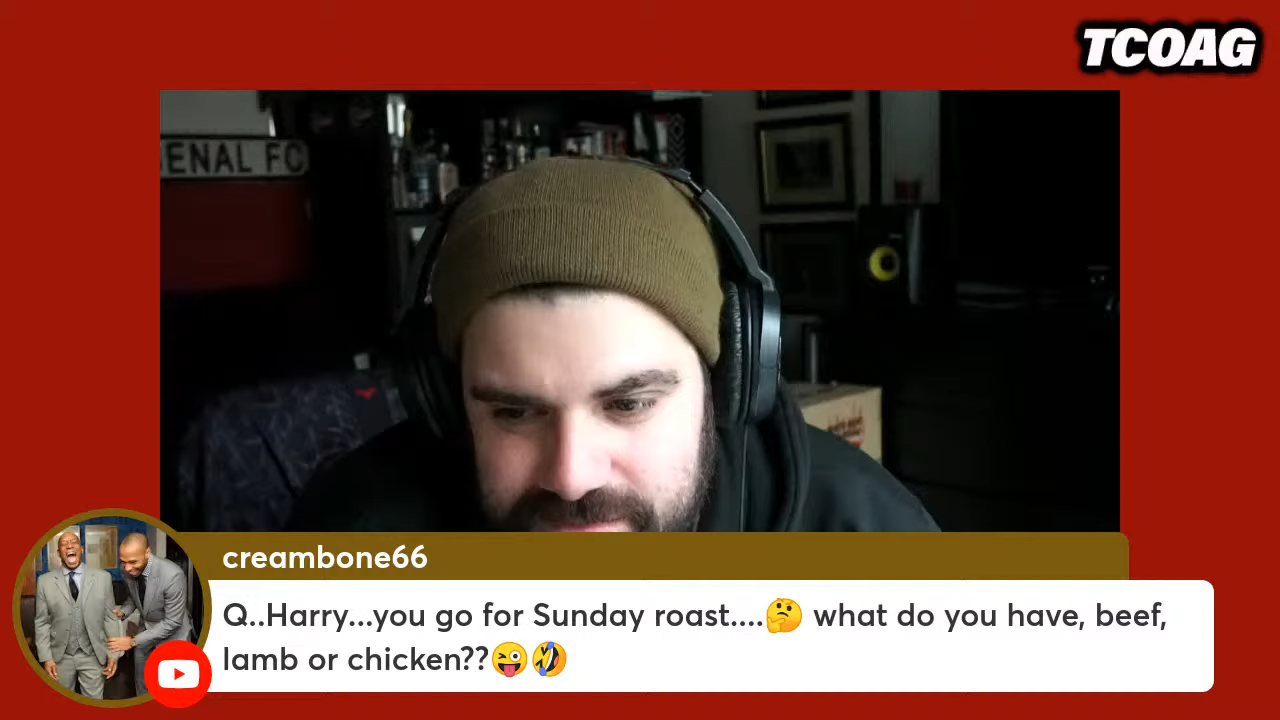 TCOAG
ENAL FC
creambone66
Q..Harry...you go for Sunday roast....🤔 what do you have, beef,
lamb or chicken??😜🤣